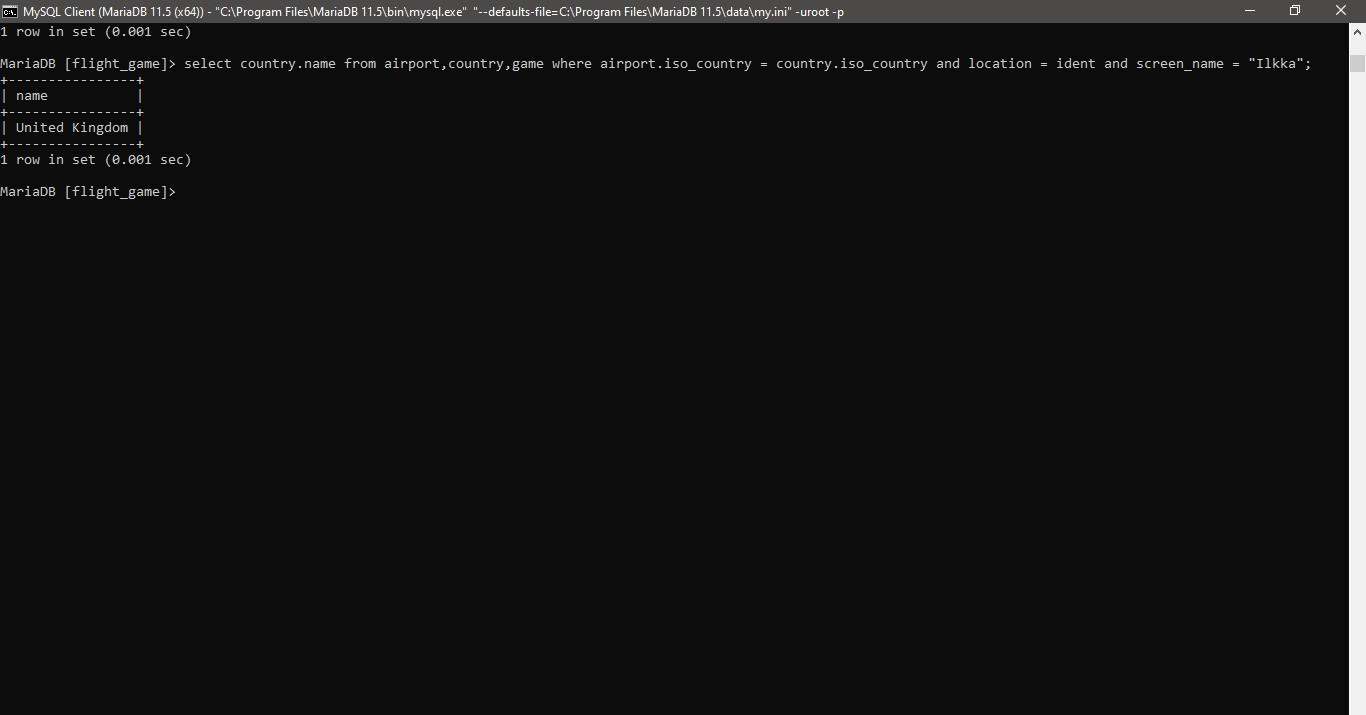 MySQL Client (MariaDB 11.5 (x64)) - "C:\Program Files\MariaDB 11.5\bin\mysql.exe" "--defaults-file=C:\Program Files\MariaDB 11.5\data\my.ini" -uroot -p
1 row in set (0.001 sec)
MariaDB [flight_game]> select country.name from airport,country,game where airport.iso_country = country.iso_country and location = ident and screen_name = "Ilkka";
+----------------+
| name           |
+----------------+
| United Kingdom |
+----------------+
1 row in set (0.001 sec)
MariaDB [flight_game]>